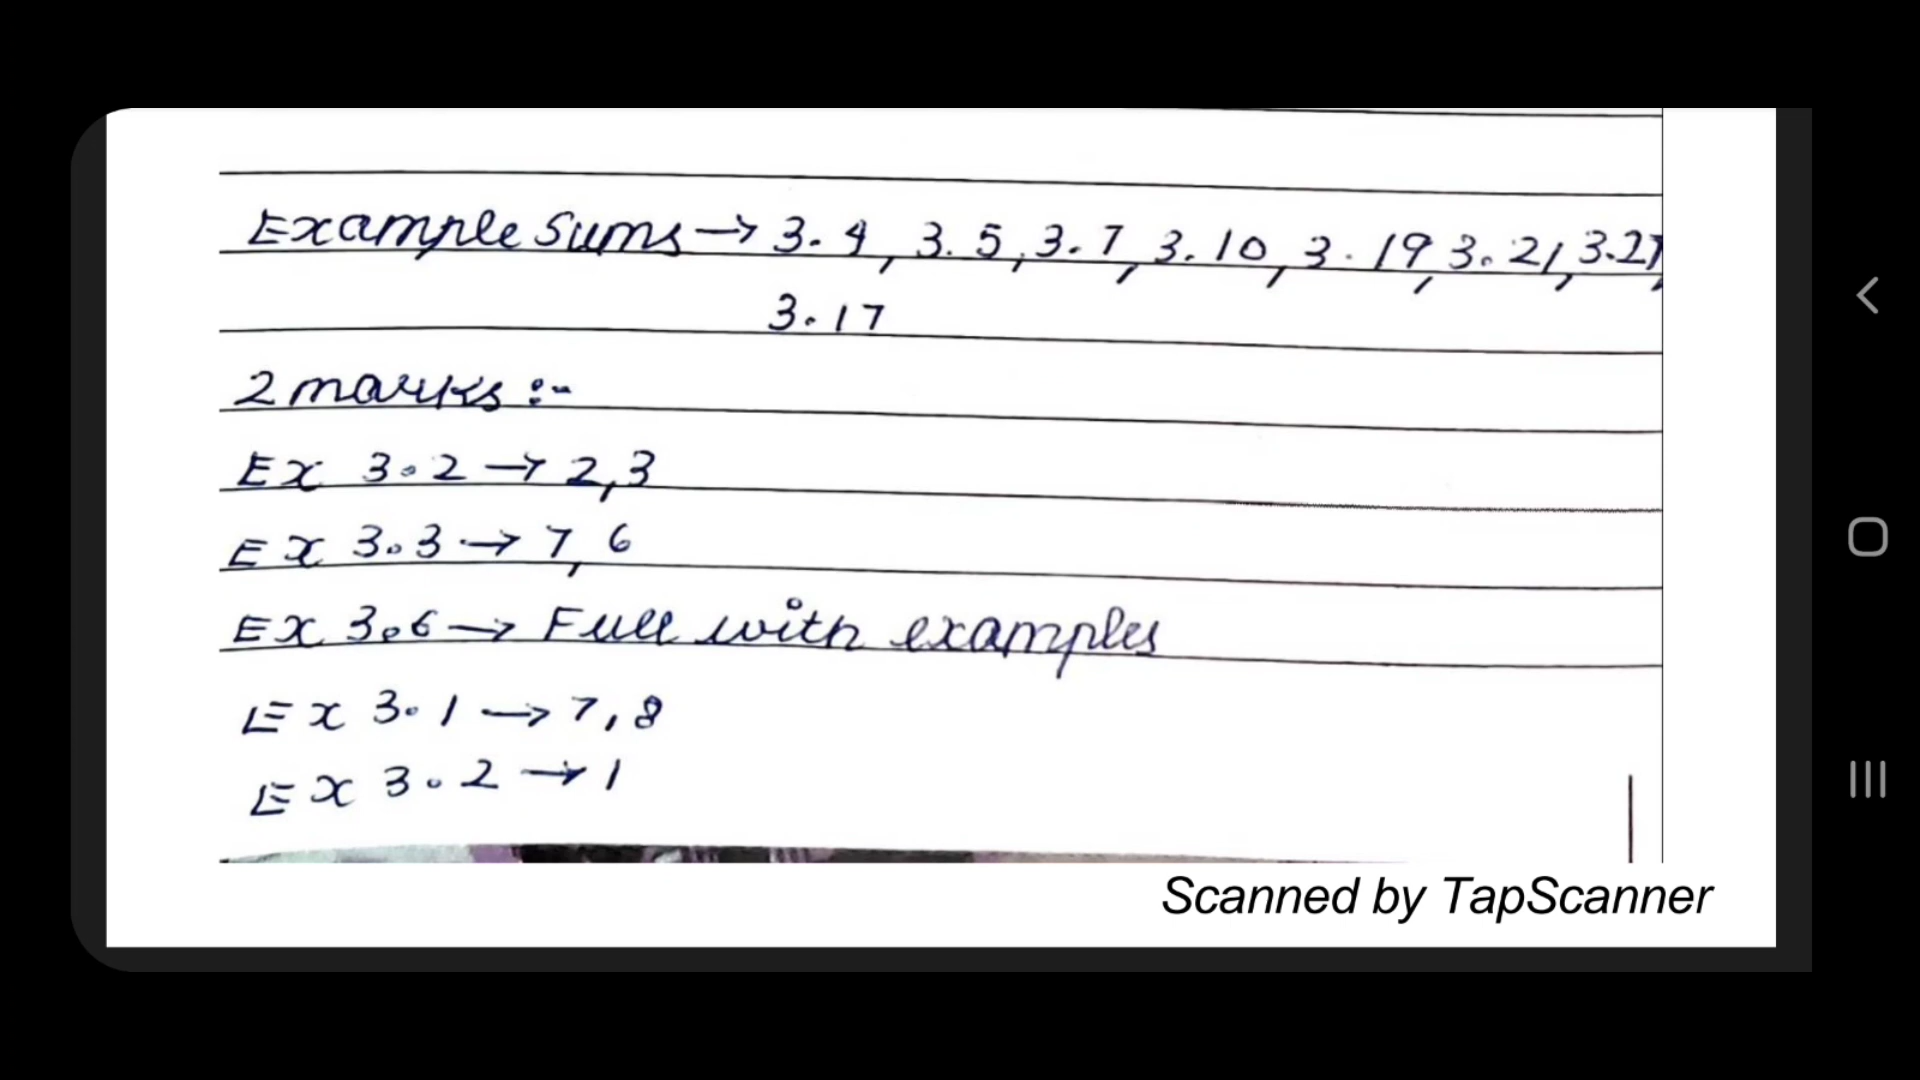 Example Sums → 3.4, 3.5, 3.7, 3.10, 3.19, 3.21, 3.27,
3.17
2 marks :-
Ex 3.2 → 2,3
Ex 3.3 → 7, 6
Ex 3.6 → Full with examples
Ex 3.1 → 7, 8
Ex 3.2 → 1
Scanned by TapScanner